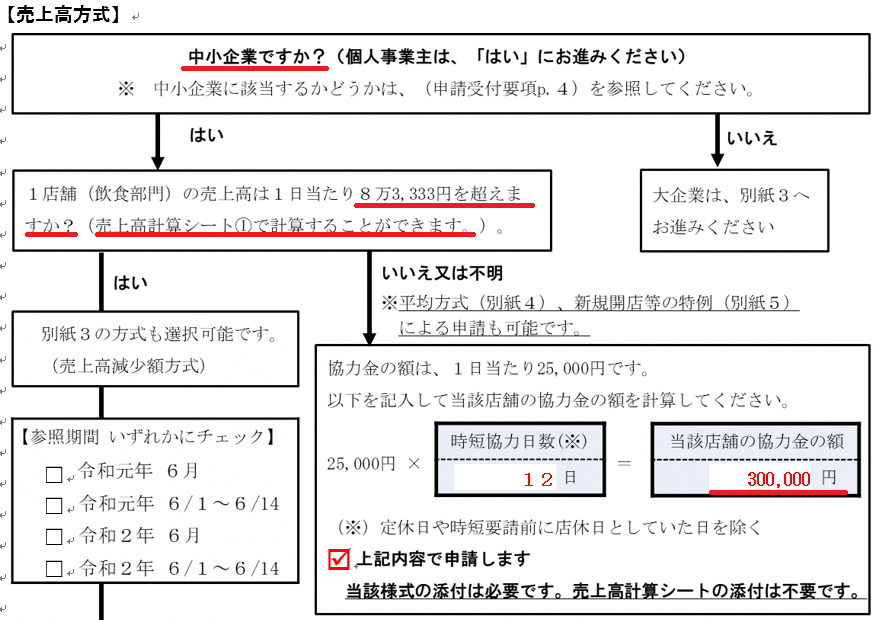 【売上高方式】
中小企業ですか？（個人事業主は、「はい」にお進みください）
※　中小企業に該当するかどうかは、（申請受付要項p.４）を参照してください。
はい
いいえ
１店舗（飲食部門）の売上高は１日当たり８万3,333円を超えま
すか？（売上高計算シート①で計算することができます。）。
大企業は、別紙３へ
お進みください
はい
いいえ又は不明
※平均方式（別紙４）、新規開店等の特例（別紙５）
による申請も可能です。
別紙３の方式も選択可能です。
（売上高減少額方式）
協力金の額は、１日当たり25,000円です。
以下を記入して当該店舗の協力金の額を計算してください。
【参照期間 いずれかにチェック】
□ 令和元年 ６月
□ 令和元年 ６/１～６/14
□ 令和２年 ６月
□ 令和２年 ６/１～６/14
時短協力日数(※)
当該店舗の協力金の額
25,000円 × １２ 日 ＝ 300,000 円
（※）定休日や時短要請前に店休日としていた日を除く
☑ 上記内容で申請します
当該様式の添付は必要です。売上高計算シートの添付は不要です。